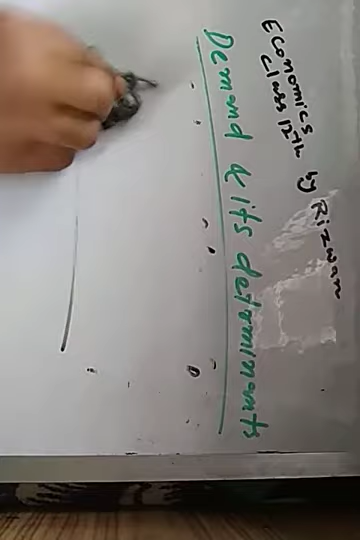 Economics by Rizwan
Class 12th
Demand & its determinants